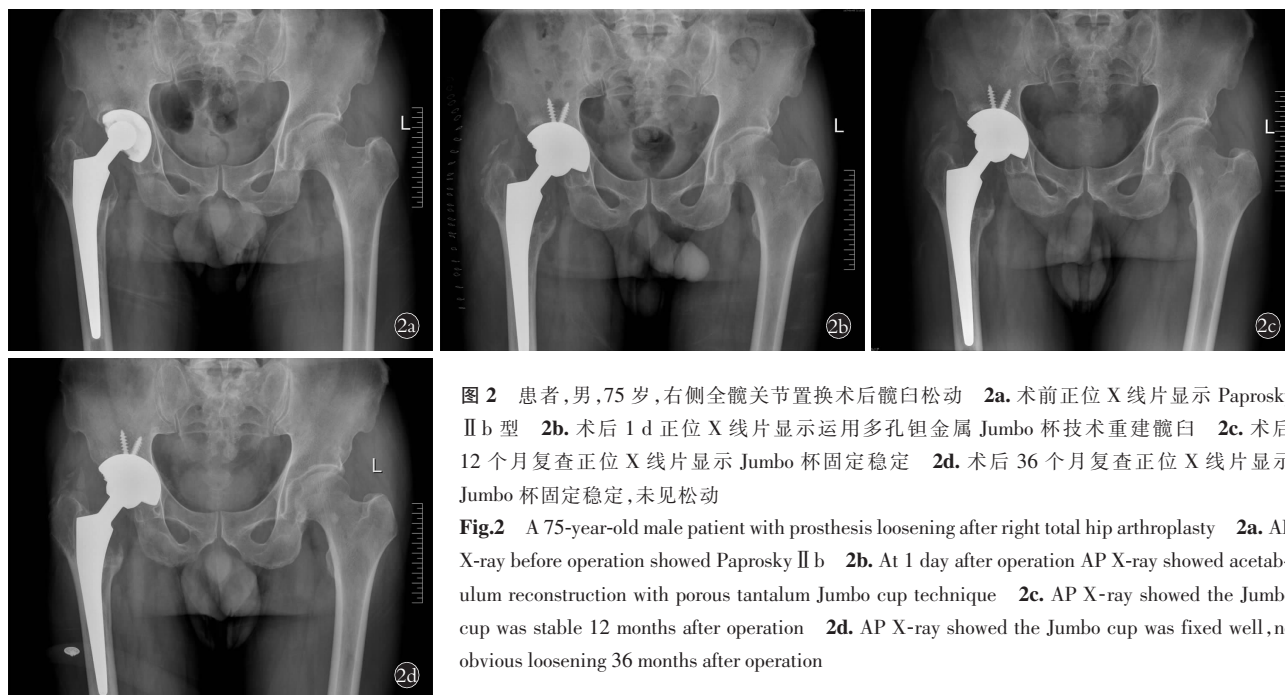 L
2a
L
2b
L
2c
L
2d
图 2 患者,男,75 岁,右侧全髋关节置换术后髋臼松动 2a. 术前正位 X 线片显示 Paprosk
Ⅱb 型 2b. 术后 1 d 正位 X 线片显示运用多孔钽金属 Jumbo 杯技术重建髋臼 2c. 术后
12 个月复查正位 X 线片显示 Jumbo 杯固定稳定 2d. 术后 36 个月复查正位 X 线片显示
Jumbo 杯固定稳定,未见松动
Fig.2 A 75-year-old male patient with prosthesis loosening after right total hip arthroplasty 2a. AP
X-ray before operation showed Paprosky Ⅱb 2b. At 1 day after operation AP X-ray showed acetab-
ulum reconstruction with porous tantalum Jumbo cup technique 2c. AP X-ray showed the Jumb
cup was stable 12 months after operation 2d. AP X-ray showed the Jumbo cup was fixed well,n
obvious loosening 36 months after operation